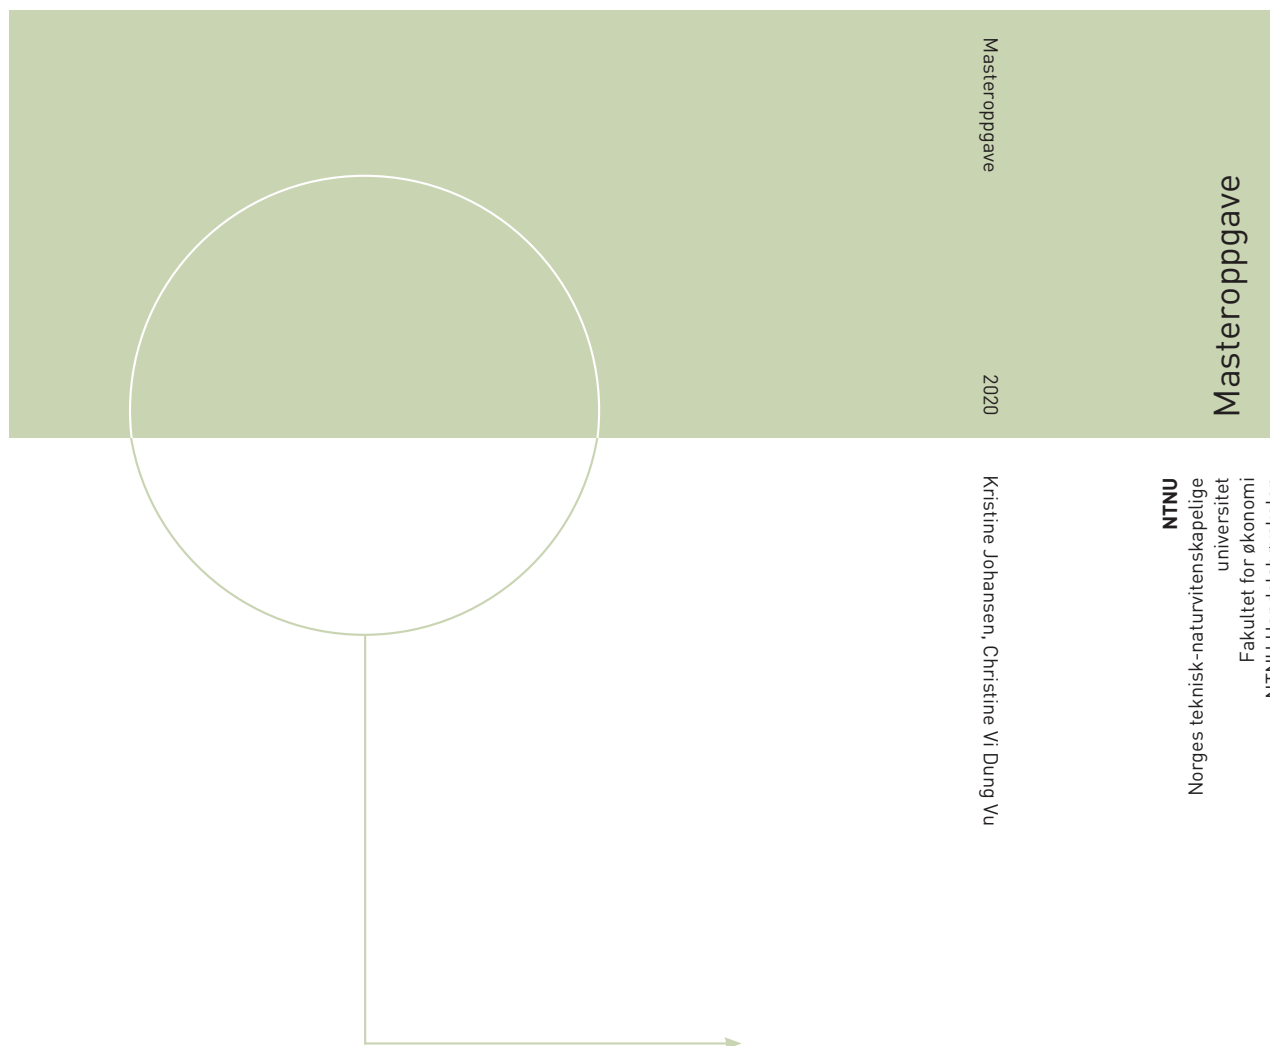 Masteroppgave
2020
Kristine Johansen, Christine Vi Dung Vu
Masteroppgave
NTNU
Norges teknisk-naturvitenskapelige
universitet
Fakultet for økonomi